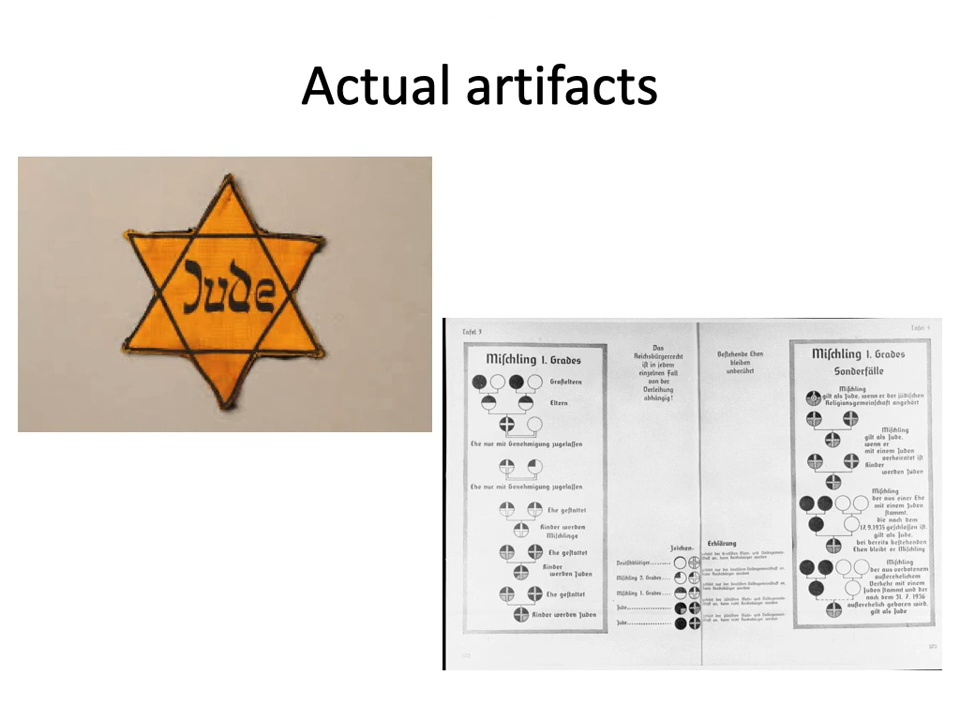 Actual artifacts
Jude
Tafel 3
Mischling 1. Grades
Großeltern
Eltern
Ehe nur mit Genehmigung zugelassen
Ehe nur mit Genehmigung zugelassen
Ehe gestattet
Kinder werden
Mischlinge
Ehe gestattet
Kinder
werden Juden
Ehe gestattet
Kinder werden Juden
Das
Reichsbürgerrecht
ist in jedem
einzelnen Fall
von der
Verleihung
abhängig!
Bestehende Ehen
bleiben
unberührt
Zeichen-
Erklärung
Deutschblütiger
Mischling 2. Grades
Mischling 1. Grades
Jude
Jude
Tafel
Mischling 1. Grades
Sonderfälle
Mischling
gilt als Jude, wenn er der jüdischen
Religionsgemeinschaft angehört
Mischling
gilt als Jude,
wenn er
mit einem Juden
verheiratet ist
Kinder
werden Juden
Mischling
der aus einer Ehe
mit einem Juden
stammt,
die nach dem
17.9.1935 geschlossen ist,
gilt als Jude,
bei bereits bestehenden
Ehen bleibt er Mischling
Mischling
der aus verbotenem
außerehelichem
Verkehr mit einem
Juden stammt und der
nach dem 31. 7. 1936
außerehelich geboren wird,
gilt als Jude